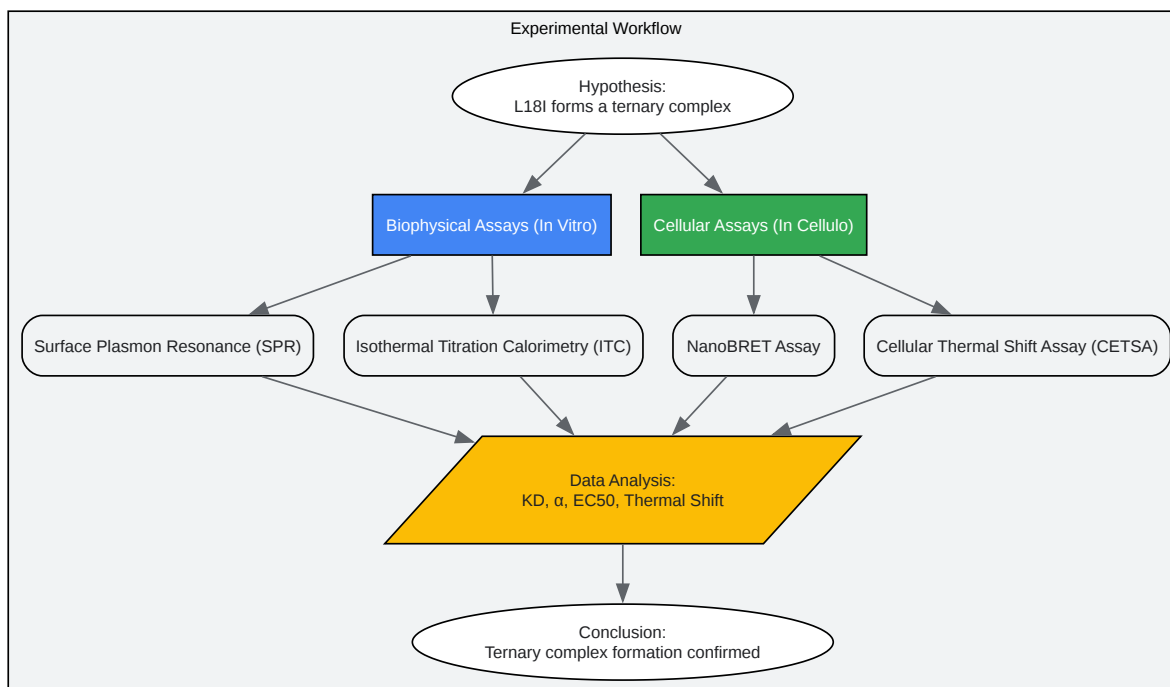 Experimental Workflow
Hypothesis:
L18I forms a ternary complex
Biophysical Assays (In Vitro)
Cellular Assays (In Cellulo)
Surface Plasmon Resonance (SPR)
Isothermal Titration Calorimetry (ITC)
NanoBRET Assay
Cellular Thermal Shift Assay (CETSA)
Data Analysis:
KD, α, EC50, Thermal Shift
Conclusion:
Ternary complex formation confirmed